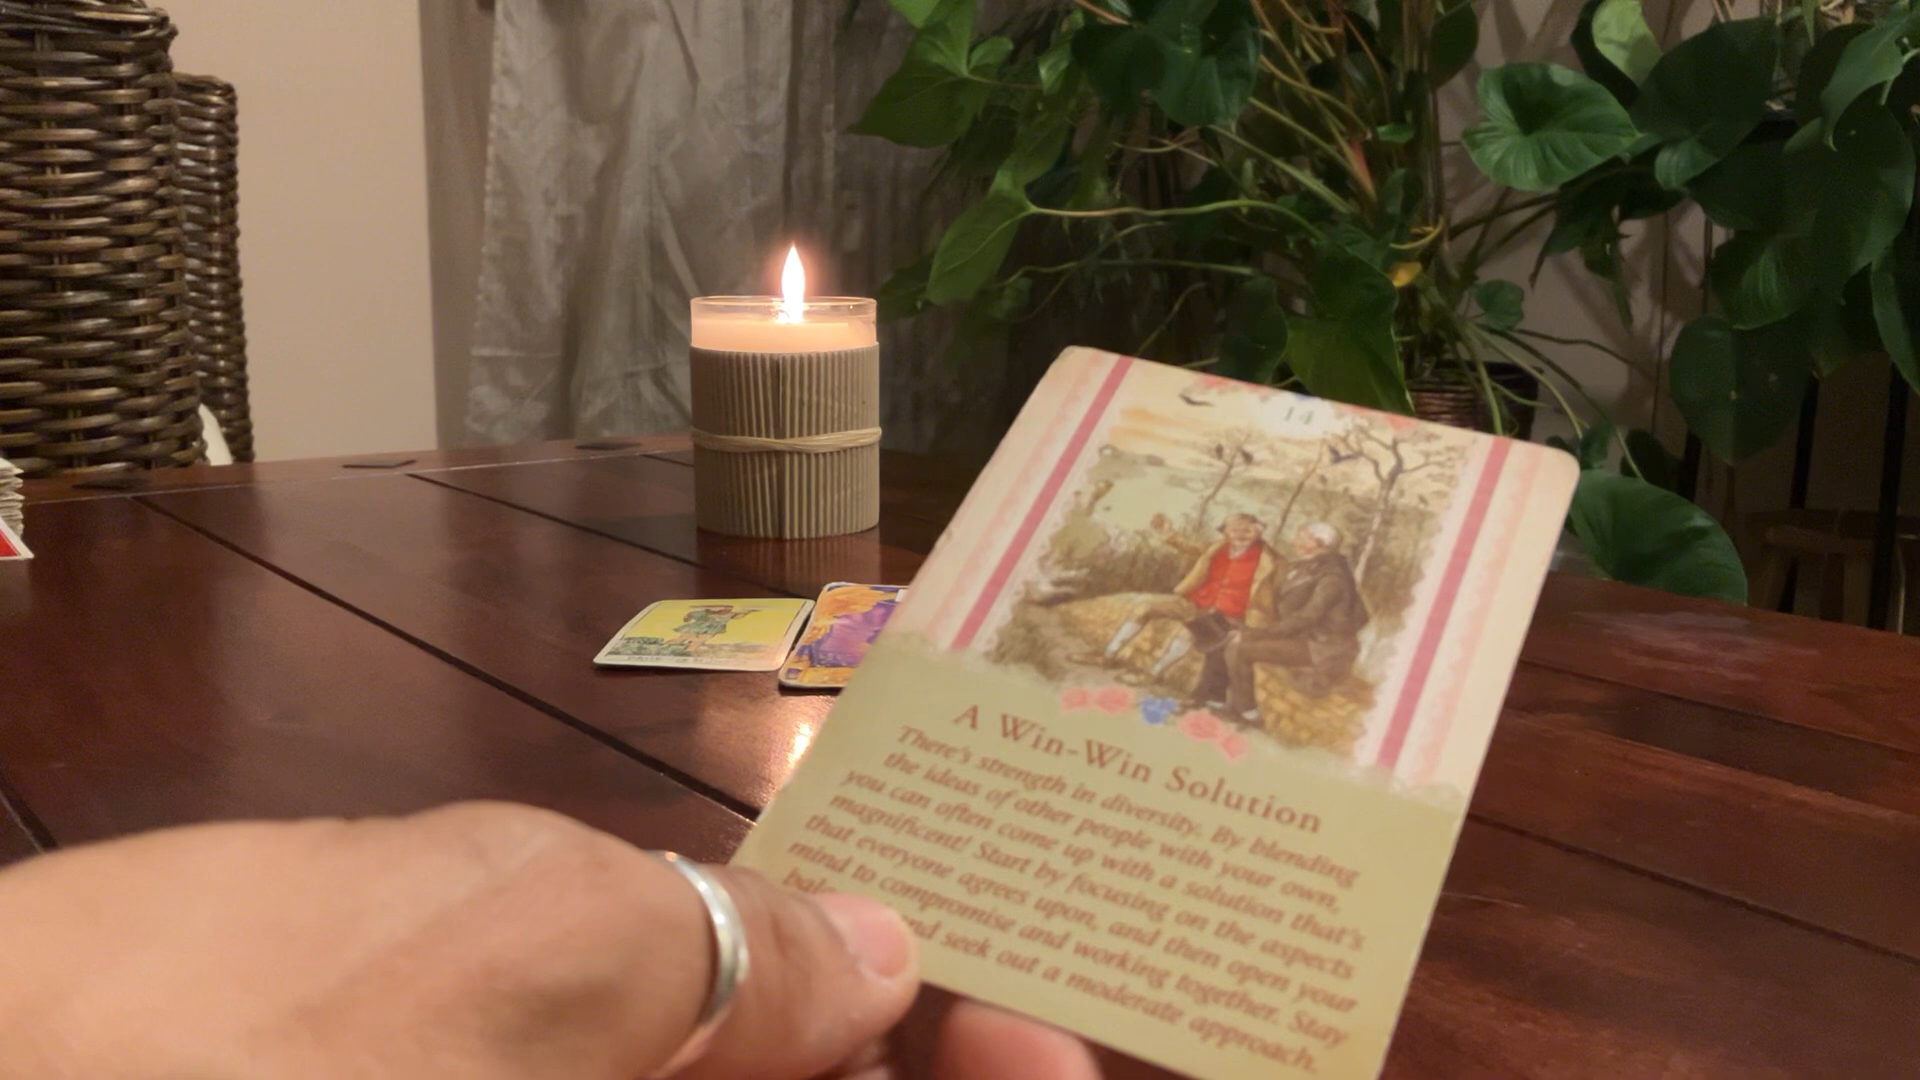 14
A Win-Win Solution
There's strength in diversity. By blending
the ideas of other people with your own,
you can often come up with a solution that's
magnificent! Start by focusing on the aspects
that everyone agrees upon, and then open your
mind to compromise and working together. Stay
and seek out a moderate approach.